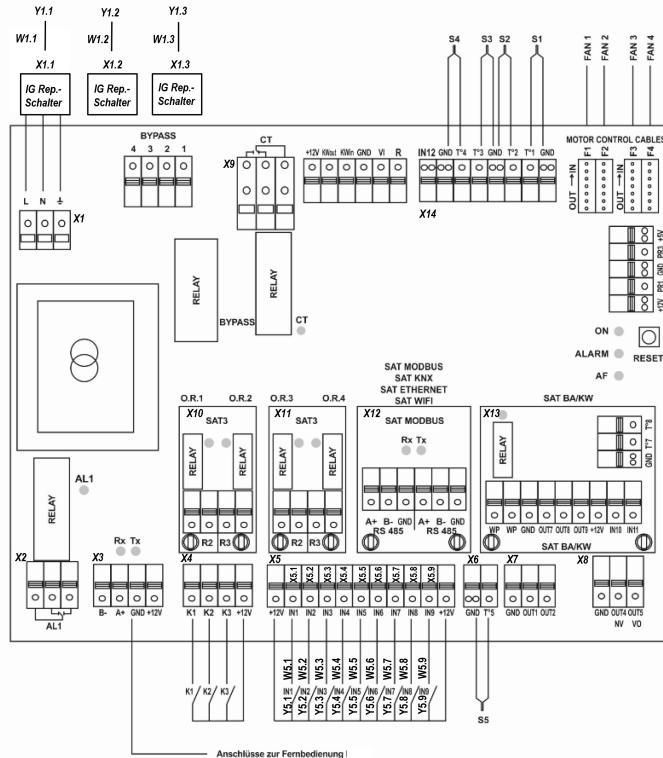 Y1.1 Y1.2 Y1.3
W1.1 W1.2 W1.3
X1.1 X1.2 X1.3
IG Rep.- IG Rep.- IG Rep.-
Schalter Schalter Schalter
S4 S3 S2 S1
FAN 1 FAN 2 FAN 3 FAN 4
BYPASS
4 3 2 1
CT
X9
+12V KWout KWin GND VI R
IN12 GND T°4 T°3 GND T°2 T°1 GND
X14
MOTOR CONTROL CABLES
F1 F2 F3 F4
OUT → IN OUT → IN
L N
X1
+5V
PR3
GND
PR1
+12V
RELAY
RELAY
BYPASS
CT
ON
ALARM
RESET
AF
SAT MODBUS
SAT KNX
SAT ETHERNET
SAT WIFI
O.R.1 O.R.2 O.R.3 O.R.4
SAT BA/KW
X10 X11 X12 X13
SAT3 SAT3 SAT MODBUS
Rx Tx
RELAY RELAY RELAY RELAY RELAY
T°8
T°7
GND
A+ B- GND A+ B- GND
RS 485 RS 485
WP WP GND OUT7 OUT8 OUT9 +12V IN10 IN11
R2 R3 R2 R3
SAT BA/KW
RELAY
AL1
Rx Tx
X2 X3 X4 X5 X6 X7 X8
X5.1 X5.2 X5.3 X5.4 X5.5 X5.6 X5.7 X5.8 X5.9
AL1
B- A+ GND +12V
K1 K2 K3 +12V
+12V IN1 IN2 IN3 IN4 IN5 IN6 IN7 IN8 IN9 +12V
GND T°5
GND OUT1 OUT2
GND OUT4 OUT5
NV VO
W5.1 W5.2 W5.3 W5.4 W5.5 W5.6 W5.7 W5.8 W5.9
K1 K2 K3
IN1 IN2 IN3 IN4 IN5 IN6 IN7 IN8 IN9
Y5.1 Y5.2 Y5.3 Y5.4 Y5.5 Y5.6 Y5.7 Y5.8 Y5.9
S5
Anschlüsse zur Fernbedienung